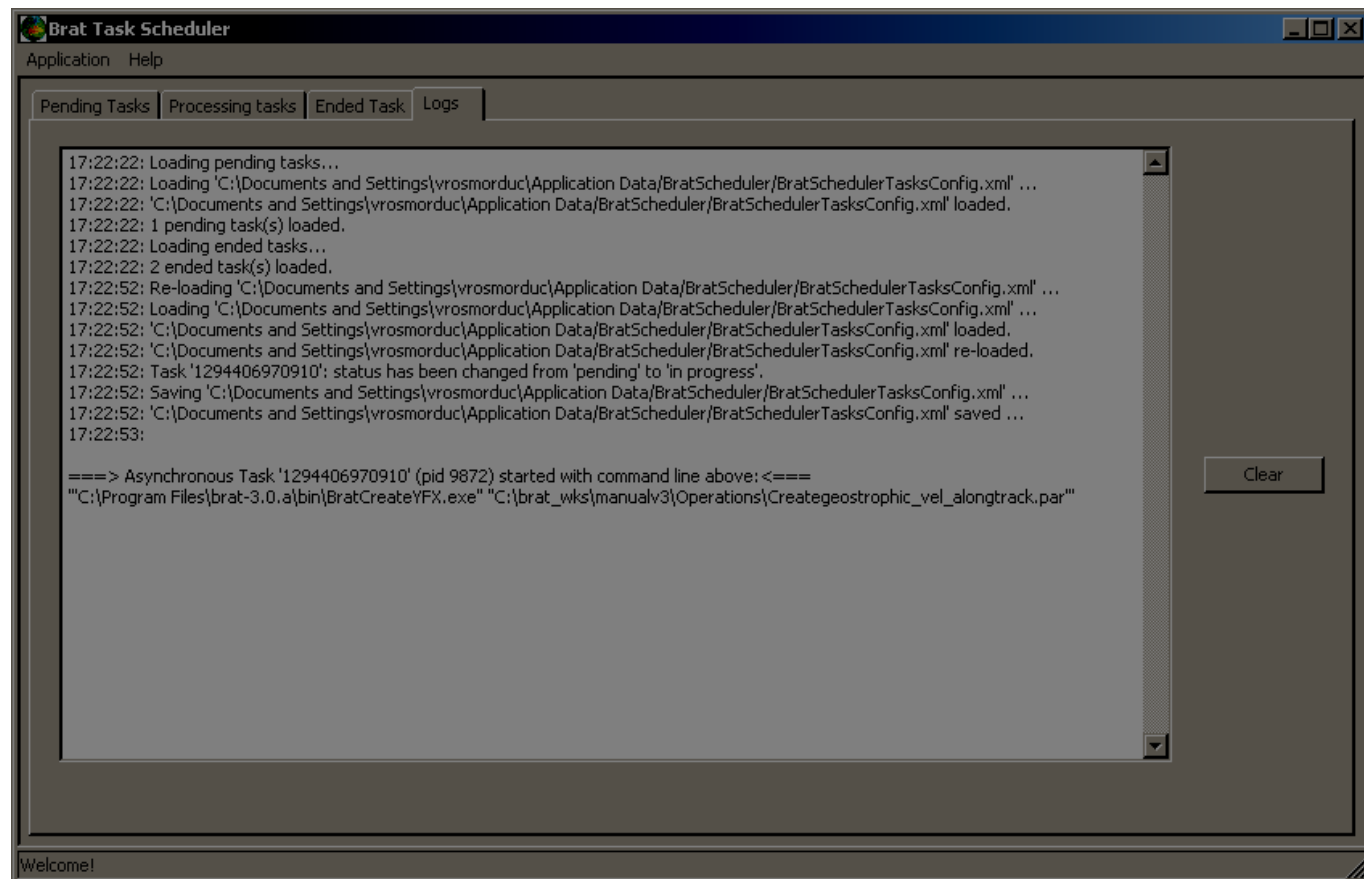 Brat Task Scheduler
Application Help
Pending Tasks Processing tasks Ended Task Logs
17:22:22: Loading pending tasks...
17:22:22: Loading 'C:\Documents and Settings\vrosmorduc\Application Data/BratScheduler/BratSchedulerTasksConfig.xml' ...
17:22:22: 'C:\Documents and Settings\vrosmorduc\Application Data/BratScheduler/BratSchedulerTasksConfig.xml' loaded.
17:22:22: 1 pending task(s) loaded.
17:22:22: Loading ended tasks...
17:22:22: 2 ended task(s) loaded.
17:22:52: Re-loading 'C:\Documents and Settings\vrosmorduc\Application Data/BratScheduler/BratSchedulerTasksConfig.xml' ...
17:22:52: Loading 'C:\Documents and Settings\vrosmorduc\Application Data/BratScheduler/BratSchedulerTasksConfig.xml' ...
17:22:52: 'C:\Documents and Settings\vrosmorduc\Application Data/BratScheduler/BratSchedulerTasksConfig.xml' loaded.
17:22:52: 'C:\Documents and Settings\vrosmorduc\Application Data/BratScheduler/BratSchedulerTasksConfig.xml' re-loaded.
17:22:52: Task '1294406970910': status has been changed from 'pending' to 'in progress'.
17:22:52: Saving 'C:\Documents and Settings\vrosmorduc\Application Data/BratScheduler/BratSchedulerTasksConfig.xml' ...
17:22:52: 'C:\Documents and Settings\vrosmorduc\Application Data/BratScheduler/BratSchedulerTasksConfig.xml' saved ...
17:22:53:
===> Asynchronous Task '1294406970910' (pid 9872) started with command line above:<===
'"C:\Program Files\brat-3.0.a\bin\BratCreateYFX.exe" "C:\brat_wks\manualv3\Operations\Creategeostrophic_vel_alongtrack.par"'
Clear
Welcome!